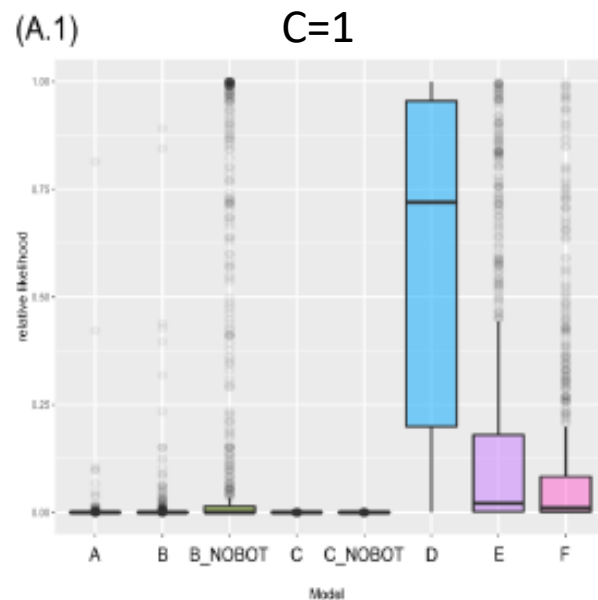 (A.1)
C=1
relative likelihood
1.00
0.75
0.50
0.25
0.00
A B B_NOBOT C C_NOBOT D E F
Model